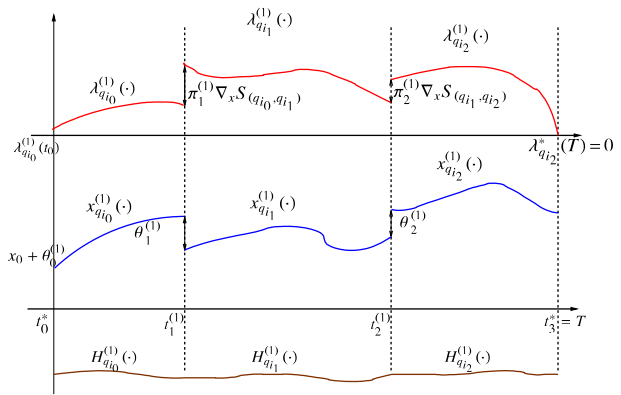 λ_{q_{i_1}}^{(1)}(·)
λ_{q_{i_2}}^{(1)}(·)
λ_{q_{i_0}}^{(1)}(·)
π_1^{(1)}∇_x S_{(q_{i_0}, q_{i_1})}
π_2^{(1)}∇_x S_{(q_{i_1}, q_{i_2})}
λ_{q_{i_0}}^{(1)}(t_0)
λ_{q_{i_2}}^{*}(T) = 0
x_{q_{i_2}}^{(1)}(·)
x_{q_{i_0}}^{(1)}(·)
x_{q_{i_1}}^{(1)}(·)
θ_1^{(1)}
θ_2^{(1)}
x_0 + θ_0^{(1)}
t_0^*
t_1^{(1)}
t_2^{(1)}
t_3^* = T
H_{q_{i_0}}^{(1)}(·)
H_{q_{i_1}}^{(1)}(·)
H_{q_{i_2}}^{(1)}(·)